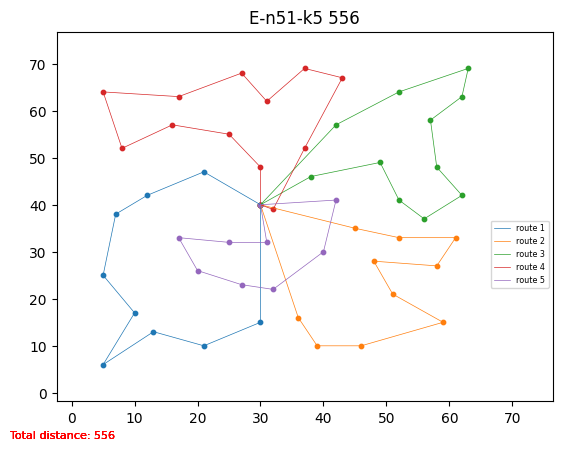 E-n51-k5 556
70
60
50
40
30
20
10
0
0 10 20 30 40 50 60 70
route 1
route 2
route 3
route 4
route 5
Total distance: 556